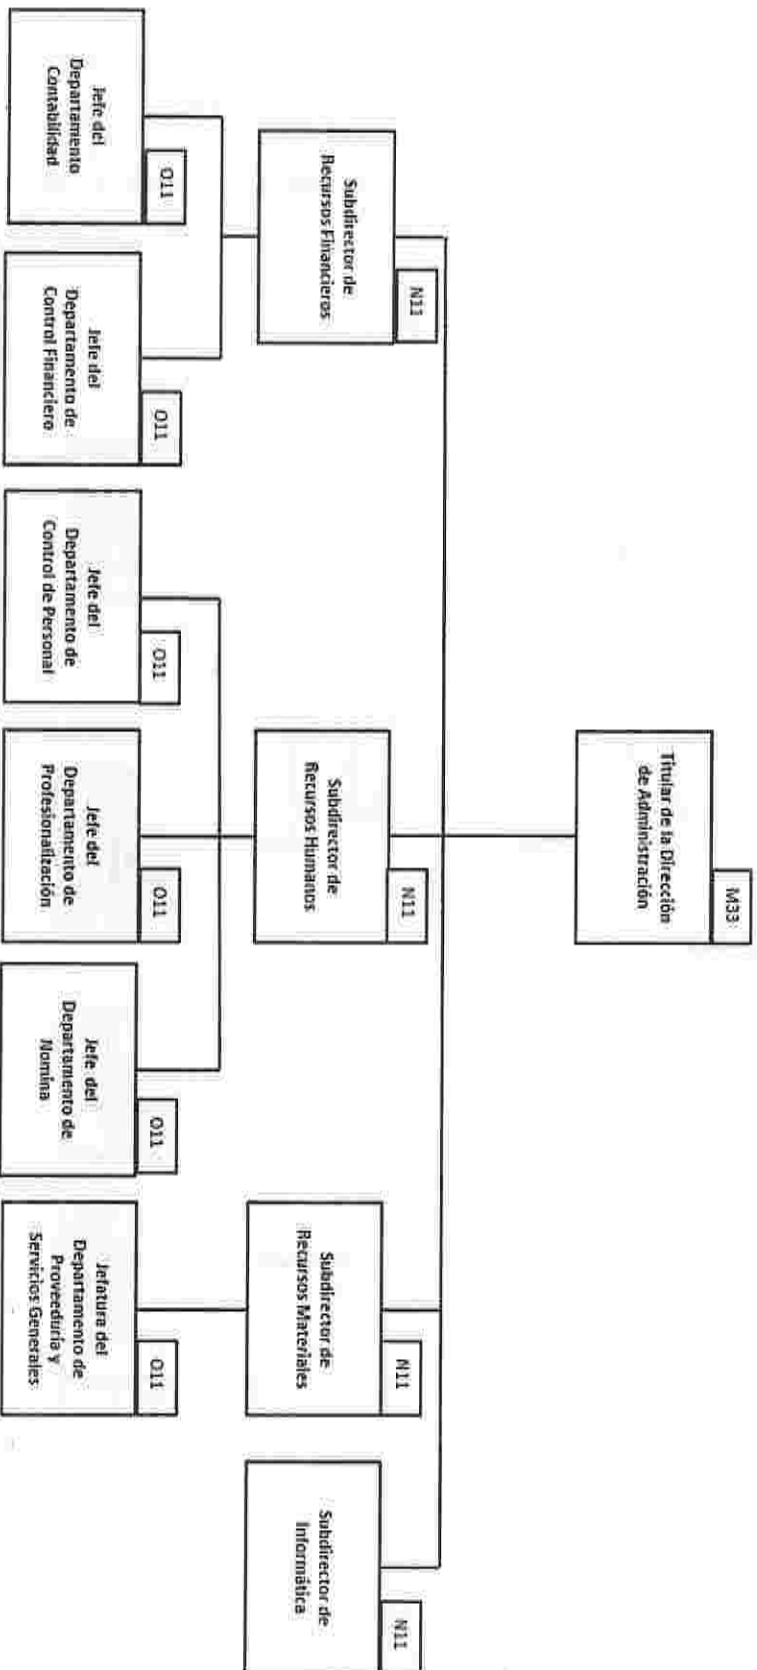 M33
Titular de la Dirección
de Administración
N11
Subdirector de
Recursos Financieros
N11
Subdirector de
Recursos Humanos
N11
Subdirector de
Recursos Materiales
N11
Subdirector de
Informática
O11
Jefe del
Departamento
Contabilidad
O11
Jefe del
Departamento de
Control Financiero
O11
Jefe del
Departamento de
Control de Personal
O11
Jefe del
Departamento de
Profesionalización
O11
Jefe del
Departamento de
Nomina
O11
Jefatura del
Departamento de
Proveeduría y
Servicios Generales